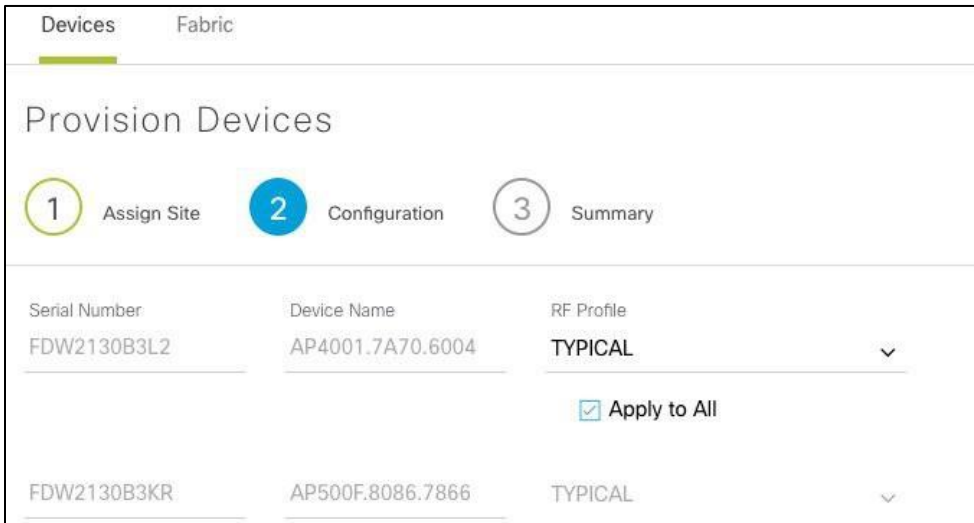 Devices Fabric
Provision Devices
1 Assign Site 2 Configuration 3 Summary
Serial Number Device Name RF Profile
FDW2130B3L2 AP4001.7A70.6004 TYPICAL
Apply to All
FDW2130B3KR AP500F.8086.7866 TYPICAL